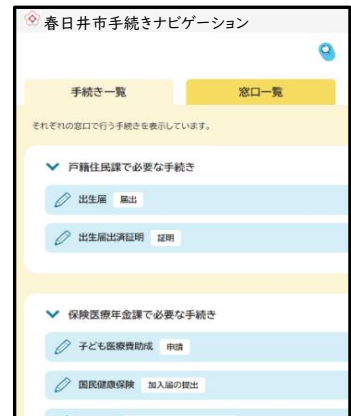 春日井市手続きナビゲーション
手続き一覧
窓口一覧
それぞれの窓口で行う手続きを表示しています。
戸籍住民課で必要な手続き
出生届 届出
出生届出済証明 証明
保険医療年金課で必要な手続き
子ども医療費助成 申請
国民健康保険 加入届の提出